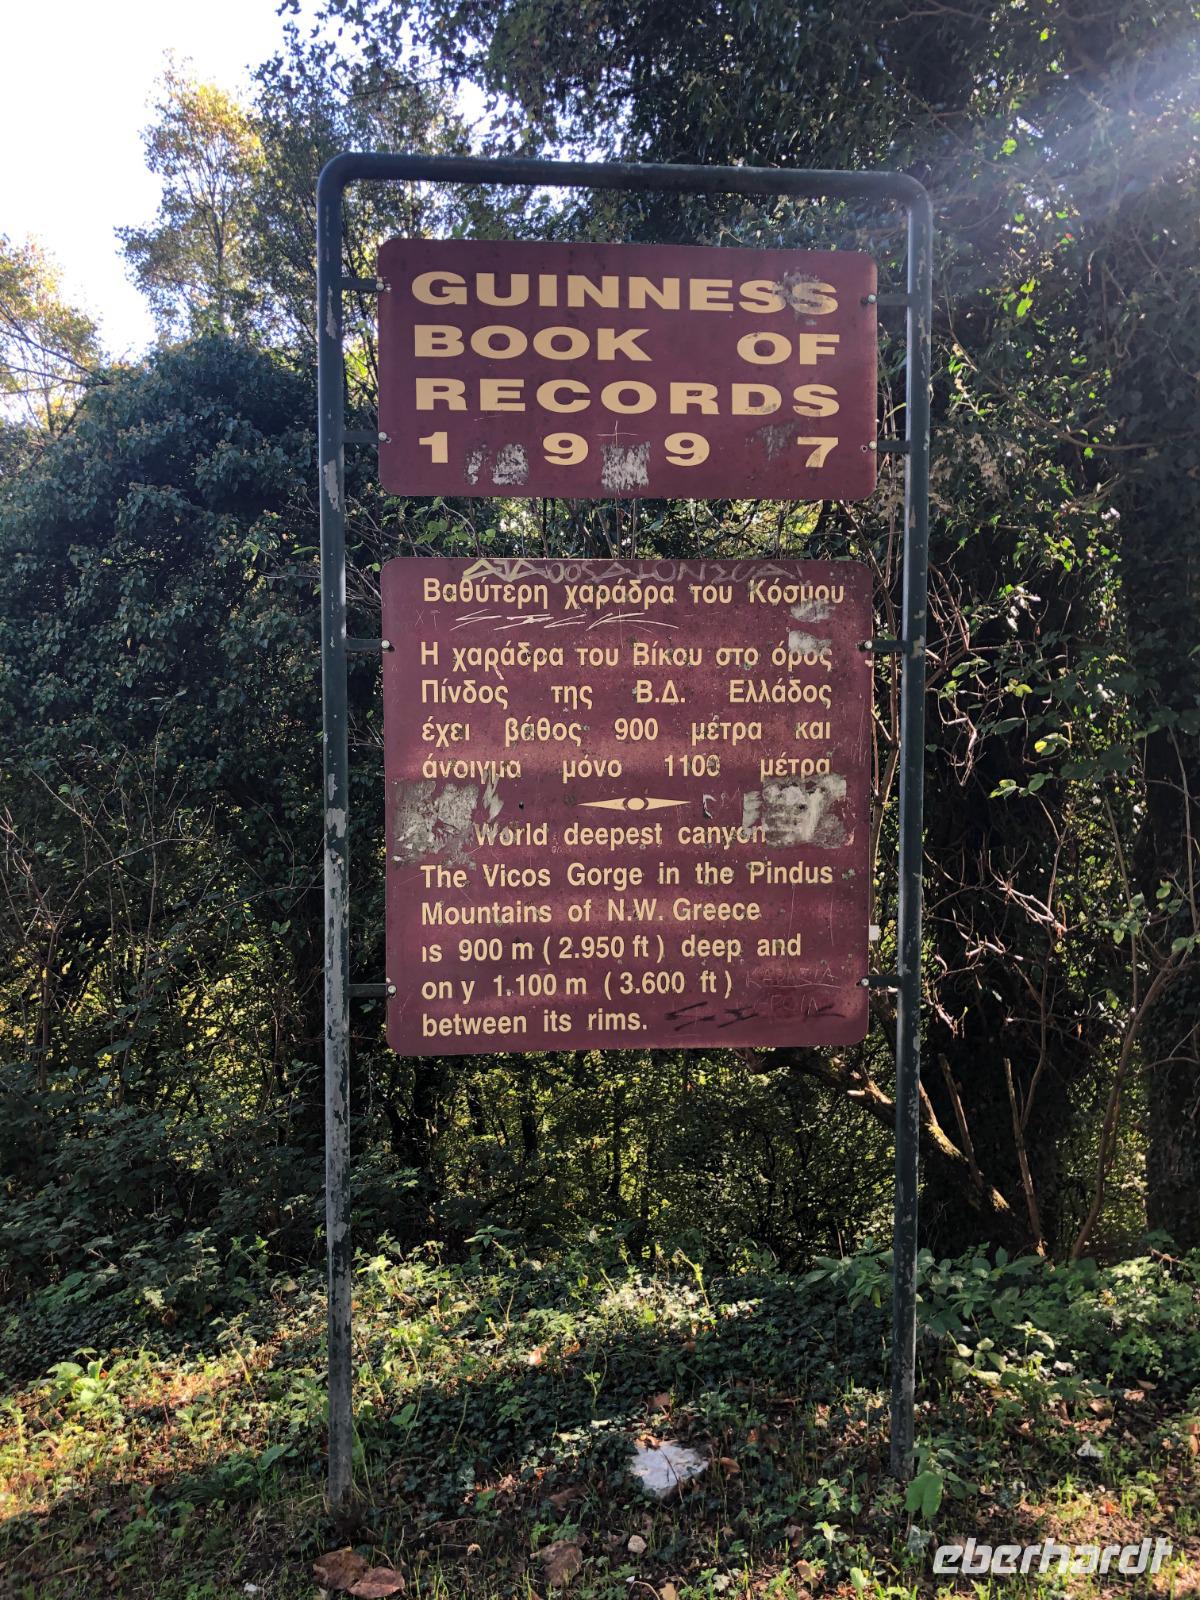 GUINNESS
BOOK OF
RECORDS
1 9 9 7
Βαθύτερη χαράδρα του Κόσμου
Η χαράδρα του Βίκου στο όρος
Πίνδος της Β.Δ. Ελλάδος
έχει βάθος 900 μέτρα και
άνοιγμα μόνο 1100 μέτρα
World deepest canyon
The Vicos Gorge in the Pindus
Mountains of N.W. Greece
is 900 m ( 2.950 ft ) deep and
on y 1.100 m ( 3.600 ft )
between its rims.
eberhardt